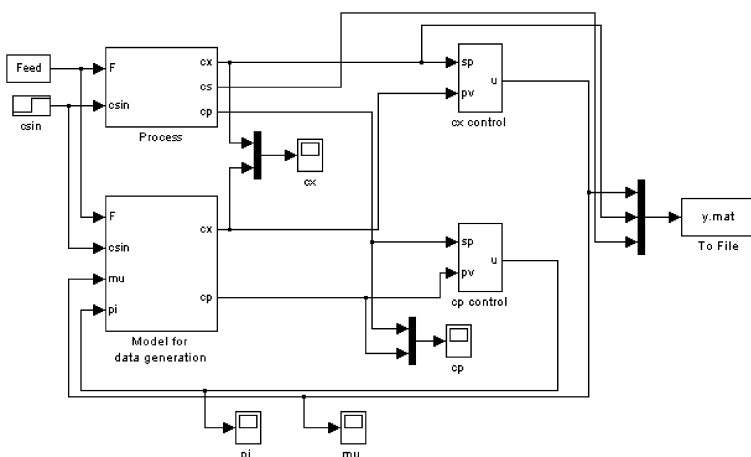 Feed
csin
F
csin
cx
cs
cp
Process
sp
pv
u
cx control
cx
F
csin
mu
pi
cx
cp
Model for
data generation
sp
pv
u
cp control
cp
y.mat
To File
pi
mu